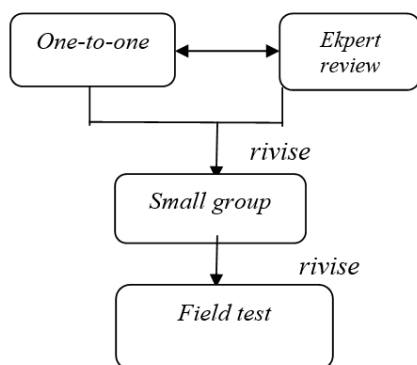 One-to-one
Ekpert
review
rivise
Small group
rivise
Field test